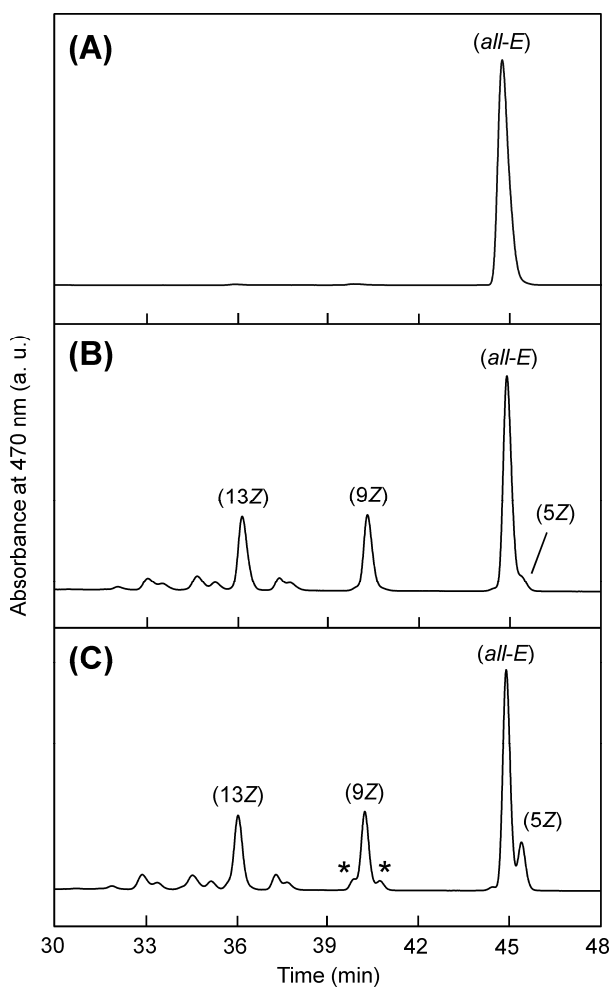 (A)
(all-E)
(B)
(all-E)
(13Z)
(9Z)
(5Z)
(C)
(all-E)
(13Z)
(9Z)
(5Z)
* *
30 33 36 39 42 45 48
Time (min)
Absorbance at 470 nm (a. u.)